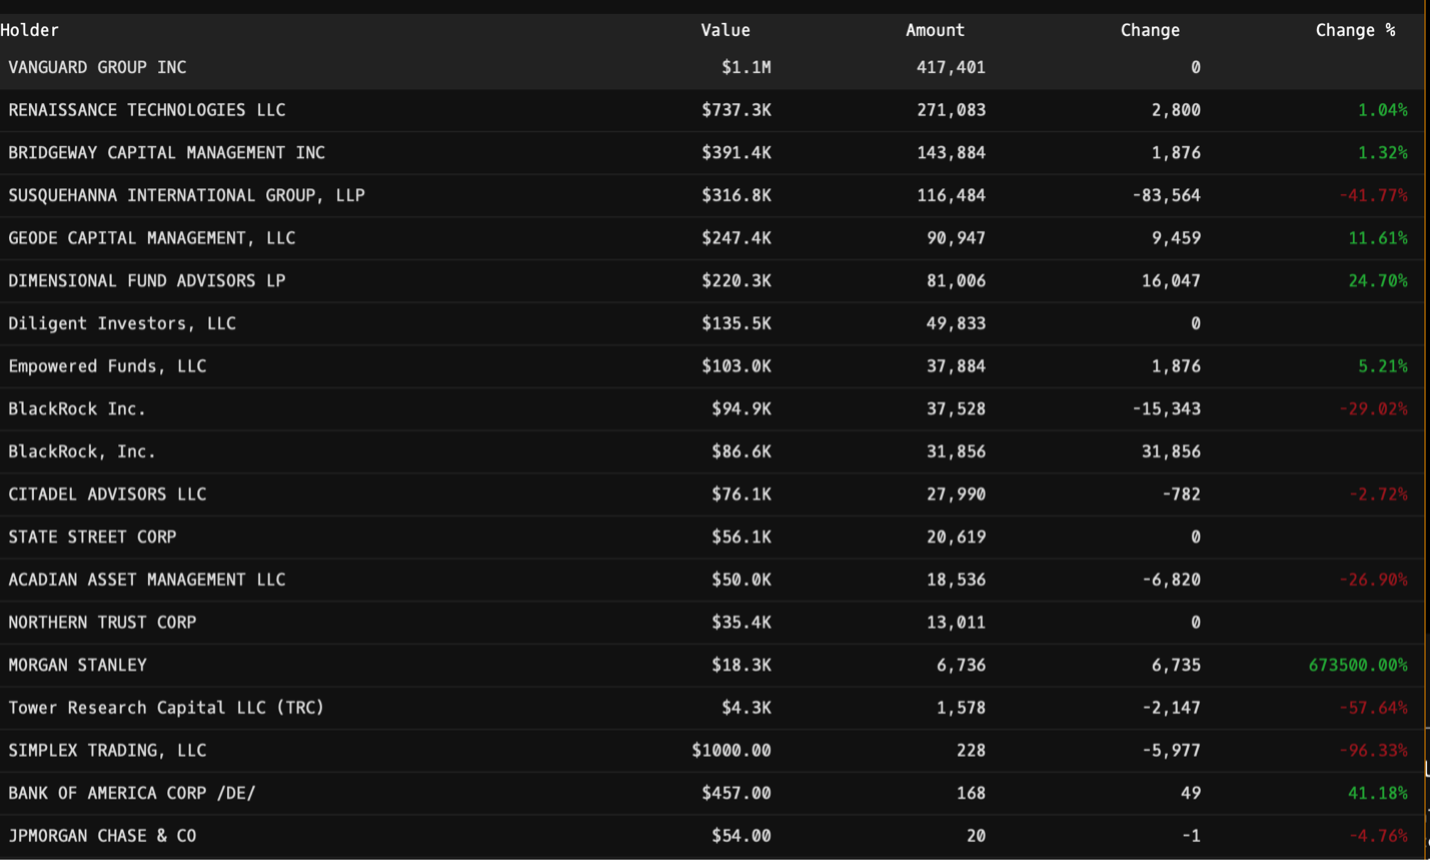 Holder Value Amount Change Change %
VANGUARD GROUP INC $1.1M 417,401 0
RENAISSANCE TECHNOLOGIES LLC $737.3K 271,083 2,800 1.04%
BRIDGEWAY CAPITAL MANAGEMENT INC $391.4K 143,884 1,876 1.32%
SUSQUEHANNA INTERNATIONAL GROUP, LLP $316.8K 116,484 -83,564 -41.77%
GEODE CAPITAL MANAGEMENT, LLC $247.4K 90,947 9,459 11.61%
DIMENSIONAL FUND ADVISORS LP $220.3K 81,006 16,047 24.70%
Diligent Investors, LLC $135.5K 49,833 0
Empowered Funds, LLC $103.0K 37,884 1,876 5.21%
BlackRock Inc. $94.9K 37,528 -15,343 -29.02%
BlackRock, Inc. $86.6K 31,856 31,856
CITADEL ADVISORS LLC $76.1K 27,990 -782 -2.72%
STATE STREET CORP $56.1K 20,619 0
ACADIAN ASSET MANAGEMENT LLC $50.0K 18,536 -6,820 -26.90%
NORTHERN TRUST CORP $35.4K 13,011 0
MORGAN STANLEY $18.3K 6,736 6,735 673500.00%
Tower Research Capital LLC (TRC) $4.3K 1,578 -2,147 -57.64%
SIMPLEX TRADING, LLC $1000.00 228 -5,977 -96.33%
BANK OF AMERICA CORP /DE/ $457.00 168 49 41.18%
JPMORGAN CHASE & CO $54.00 20 -1 -4.76%